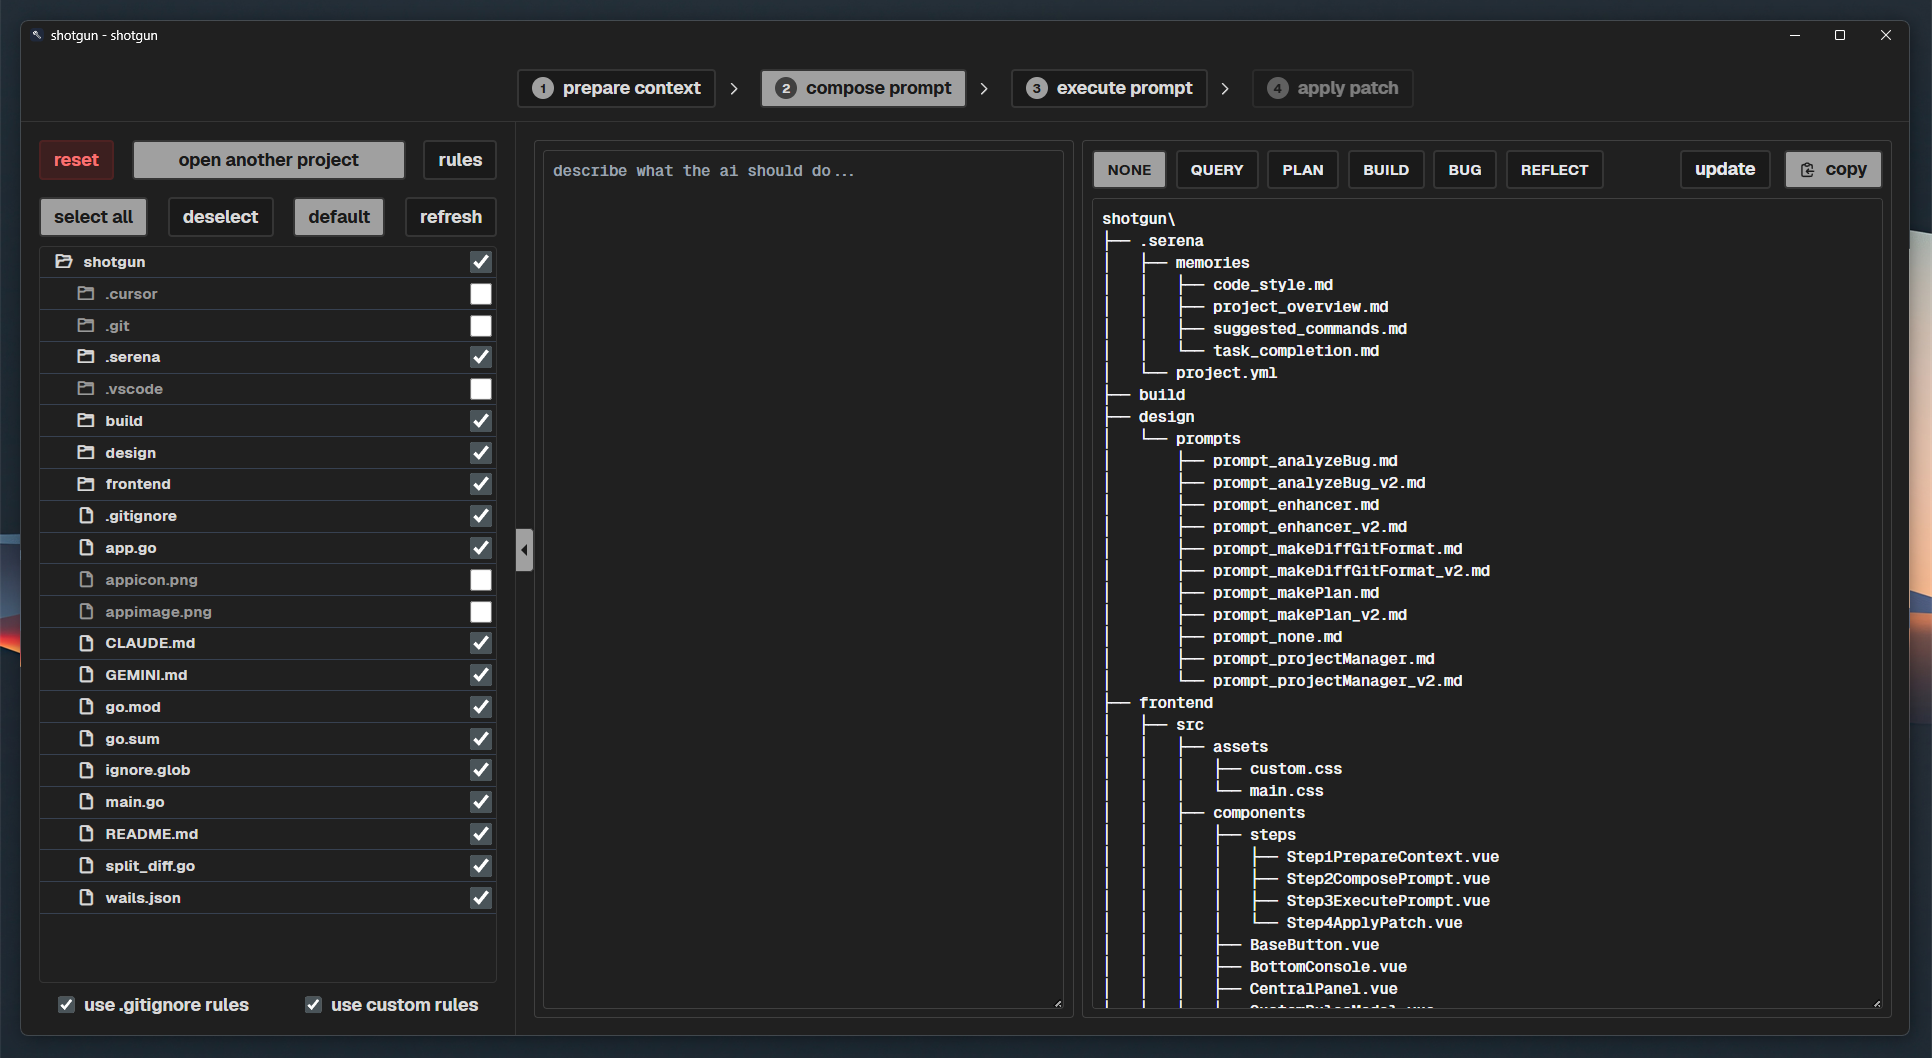 shotgun - shotgun
1 prepare context
2 compose prompt
3 execute prompt
4 apply patch
reset
open another project
rules
select all
deselect
default
refresh
shotgun
.cursor
.git
.serena
.vscode
build
design
frontend
.gitignore
app.go
appicon.png
appimage.png
CLAUDE.md
GEMINI.md
go.mod
go.sum
ignore.glob
main.go
README.md
split_diff.go
wails.json
use .gitignore rules
use custom rules
describe what the ai should do...
NONE
QUERY
PLAN
BUILD
BUG
REFLECT
update
copy
shotgun\
├── .serena
│   ├── memories
│   │   ├── code_style.md
│   │   ├── project_overview.md
│   │   ├── suggested_commands.md
│   │   └── task_completion.md
│   └── project.yml
├── build
├── design
│   └── prompts
│       ├── prompt_analyzeBug.md
│       ├── prompt_analyzeBug_v2.md
│       ├── prompt_enhancer.md
│       ├── prompt_enhancer_v2.md
│       ├── prompt_makeDiffGitFormat.md
│       ├── prompt_makeDiffGitFormat_v2.md
│       ├── prompt_makePlan.md
│       ├── prompt_makePlan_v2.md
│       ├── prompt_none.md
│       ├── prompt_projectManager.md
│       └── prompt_projectManager_v2.md
├── frontend
│   ├── src
│   │   ├── assets
│   │   │   ├── custom.css
│   │   │   └── main.css
│   │   ├── components
│   │   │   ├── steps
│   │   │   │   ├── Step1PrepareContext.vue
│   │   │   │   ├── Step2ComposePrompt.vue
│   │   │   │   ├── Step3ExecutePrompt.vue
│   │   │   │   └── Step4ApplyPatch.vue
│   │   │   ├── BaseButton.vue
│   │   │   ├── BottomConsole.vue
│   │   │   ├── CentralPanel.vue